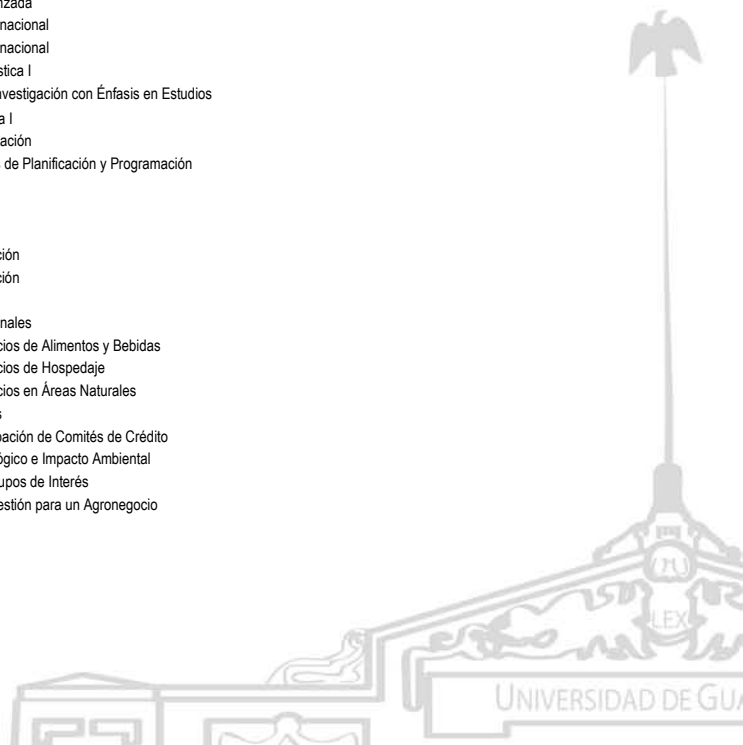 nzada
nacional
nacional
stica I
nvestigación con Énfasis en Estudios
a I
ación
de Planificación y Programación
ción
ción
nales
cios de Alimentos y Bebidas
cios de Hospedaje
cios en Áreas Naturales
s
pación de Comités de Crédito
ógico e Impacto Ambiental
upos de Interés
estión para un Agronegocio
LEX
UNIVERSIDAD DE GUA